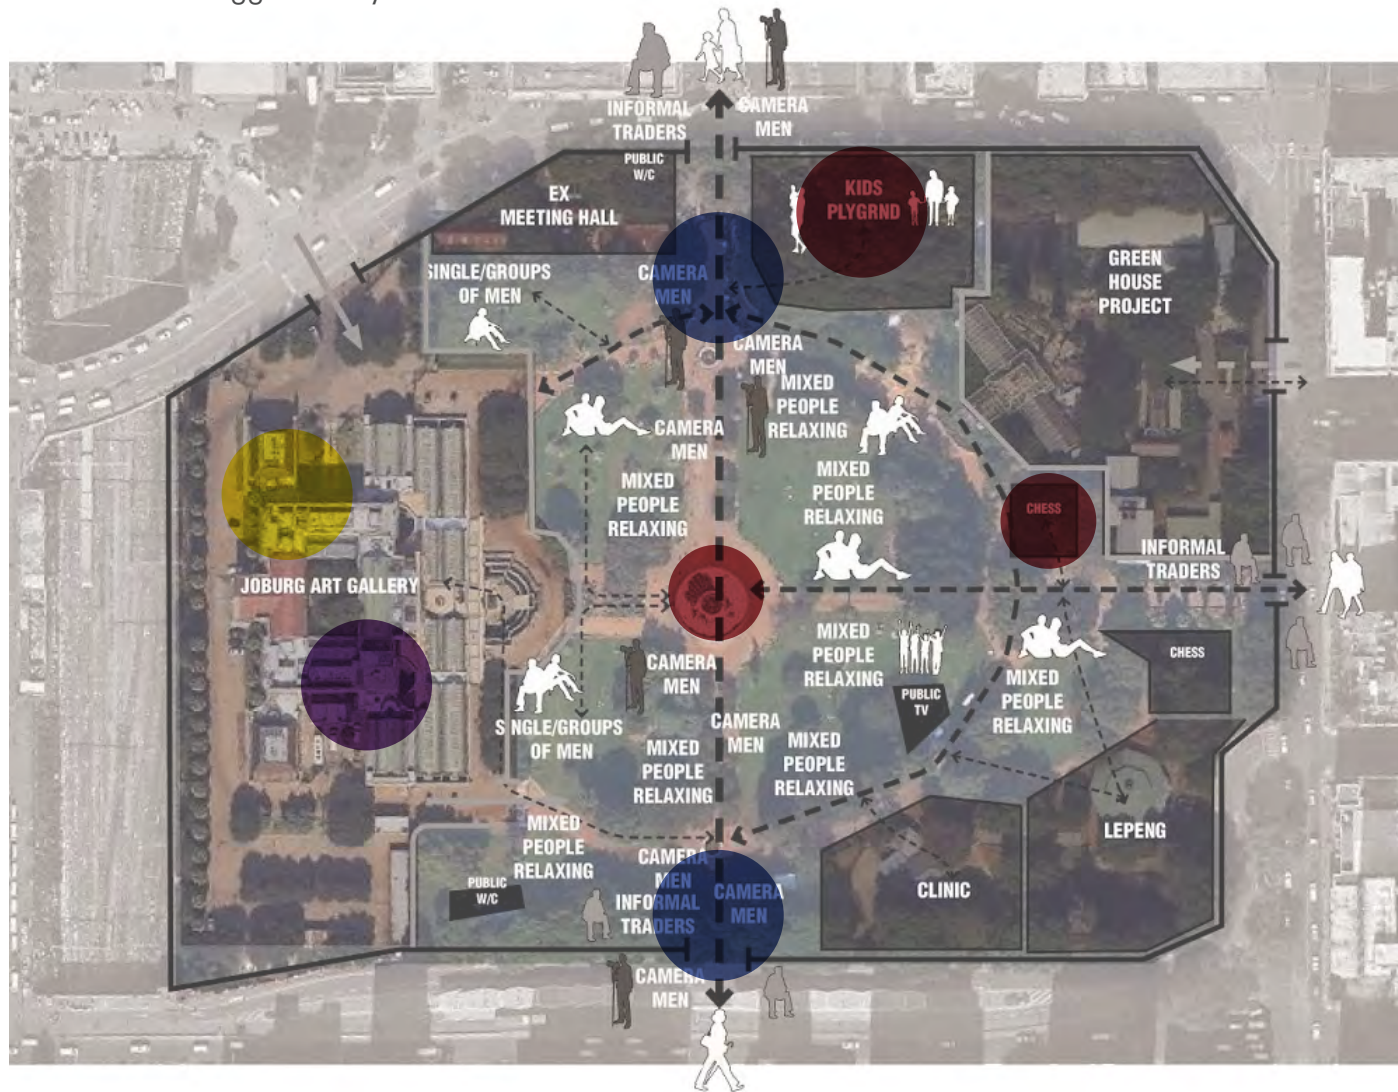 INFORMAL
TRADERS
CAMERA
MEN
PUBLIC
W/C
EX
MEETING HALL
KIDS
PLYGRND
GREEN
HOUSE
PROJECT
SINGLE/GROUPS
OF MEN
CAMERA
MEN
CAMERA
MEN
MIXED
PEOPLE
RELAXING
CAMERA
MEN
MIXED
PEOPLE
RELAXING
MIXED
PEOPLE
RELAXING
CHESS
INFORMAL
TRADERS
JOBURG ART GALLERY
MIXED
PEOPLE
RELAXING
CAMERA
MEN
CHESS
PUBLIC
TV
MIXED
PEOPLE
RELAXING
S NGLE/GROUPS
OF MEN
CAMERA
MEN
MIXED
PEOPLE
RELAXING
MIXED
PEOPLE
RELAXING
LEPENG
MIXED
PEOPLE
RELAXING
CAMERA
MEN
PUBLIC
W/C
INFORMAL
TRADERS
CAMERA
MEN
CLINIC
CAMERA
MEN